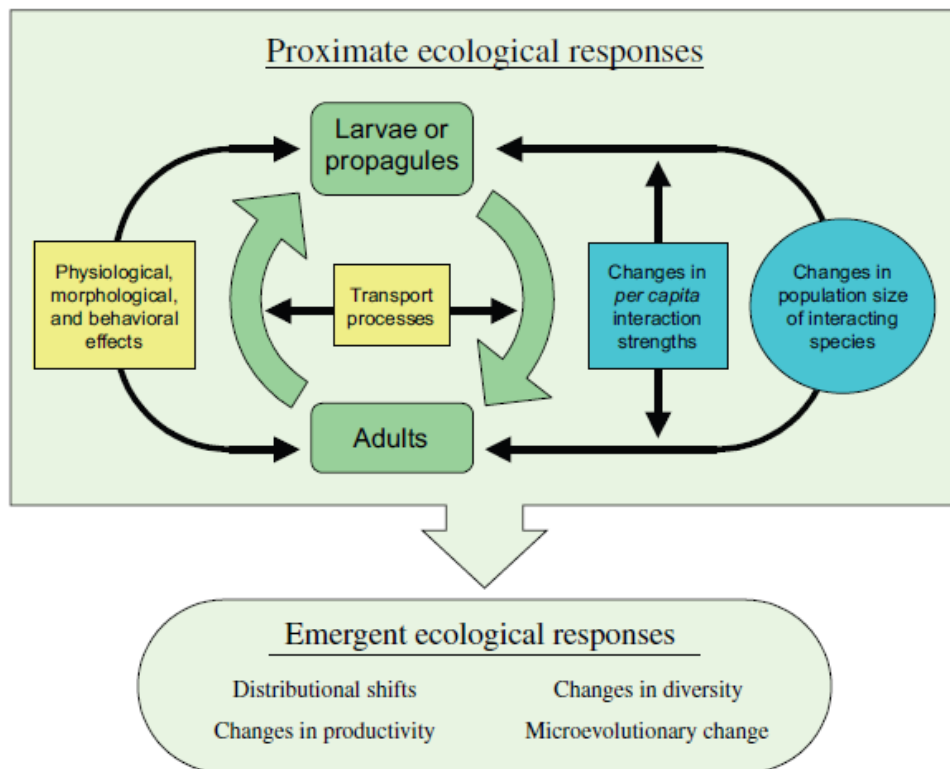 Proximate ecological responses
Larvae or
propagules
Physiological,
morphological,
and behavioral
effects
Transport
processes
Changes in
per capita
interaction
strengths
Changes in
population size
of interacting
species
Adults
Emergent ecological responses
Distributional shifts
Changes in diversity
Changes in productivity
Microevolutionary change